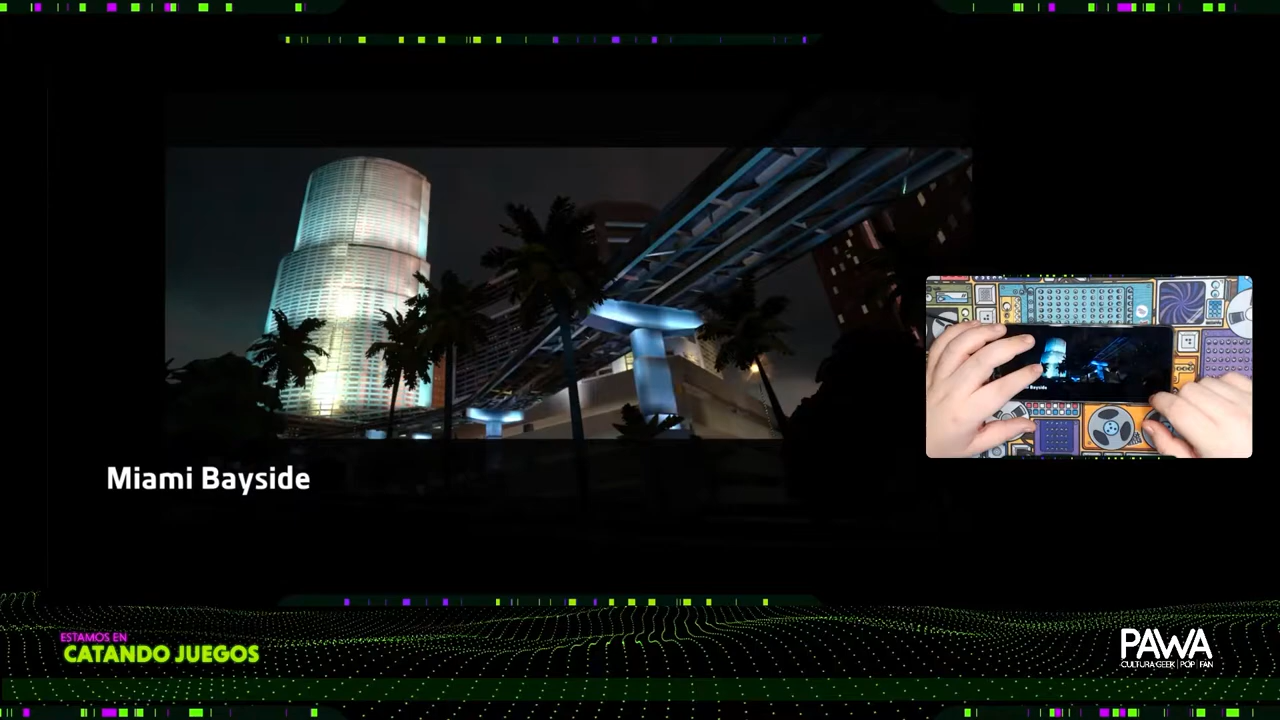 Miami Bayside
ESTAMOS EN
CATANDO JUEGOS
PAWA
CULTURA GEEK | POP | FAN